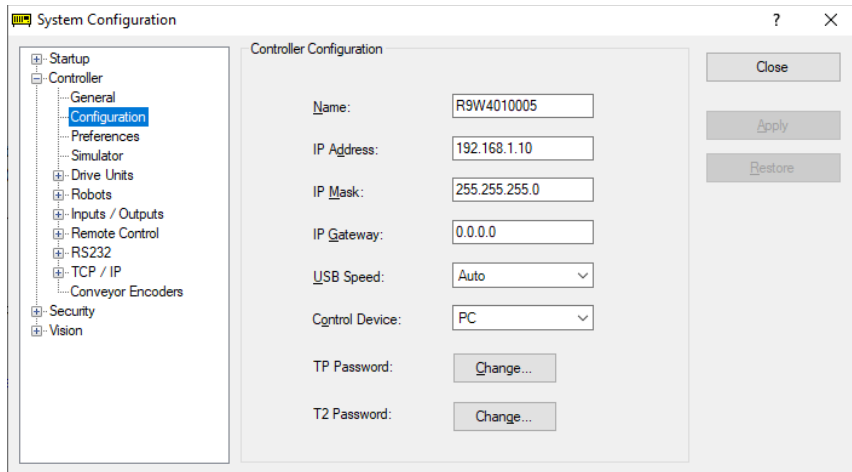 System Configuration
?
Startup
Controller
General
Configuration
Preferences
Simulator
Drive Units
Robots
Inputs / Outputs
Remote Control
RS232
TCP / IP
Conveyor Encoders
Security
Vision
Controller Configuration
Name: R9W4010005
IP Address: 192.168.1.10
IP Mask: 255.255.255.0
IP Gateway: 0.0.0.0
USB Speed: Auto
Control Device: PC
TP Password: Change...
T2 Password: Change...
Close
Apply
Restore